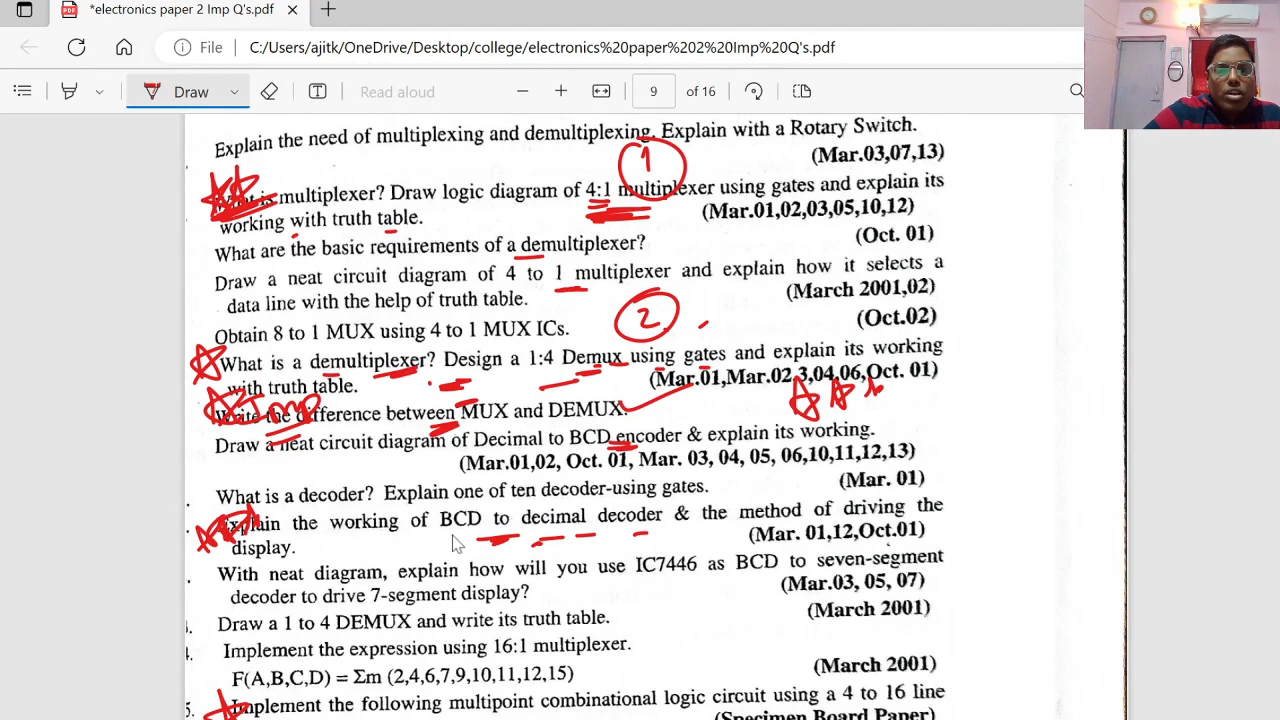 *electronics paper 2 Imp Q's.pdf
File C:/Users/ajitk/OneDrive/Desktop/college/electronics%20paper%202%20Imp%20Q's.pdf
Draw Read aloud 9 of 16
Explain the need of multiplexing and demultiplexing. Explain with a Rotary Switch.
(Mar.03,07,13)
1
multiplexer? Draw logic diagram of 4:1 multiplexer using gates and explain its
working with truth table. (Mar.01,02,03,05,10,12)
What are the basic requirements of a demultiplexer? (Oct. 01)
Draw a neat circuit diagram of 4 to 1 multiplexer and explain how it selects a
data line with the help of truth table. (March 2001,02)
Obtain 8 to 1 MUX using 4 to 1 MUX ICs. (Oct.02)
2
What is a demultiplexer? Design a 1:4 Demux using gates and explain its working
with truth table. (Mar.01,Mar.02 3,04,06,Oct. 01)
Imp
Write the difference between MUX and DEMUX.
Draw a neat circuit diagram of Decimal to BCD encoder & explain its working.
(Mar.01,02, Oct. 01, Mar. 03, 04, 05, 06,10,11,12,13)
What is a decoder? Explain one of ten decoder-using gates. (Mar. 01)
Explain the working of BCD to decimal decoder & the method of driving the
display. (Mar. 01,12,Oct.01)
With neat diagram, explain how will you use IC7446 as BCD to seven-segment
decoder to drive 7-segment display? (Mar.03, 05, 07)
Draw a 1 to 4 DEMUX and write its truth table. (March 2001)
Implement the expression using 16:1 multiplexer.
F(A,B,C,D) = Σm (2,4,6,7,9,10,11,12,15) (March 2001)
5. Implement the following multipoint combinational logic circuit using a 4 to 16 line
(Specimen Board Paper)